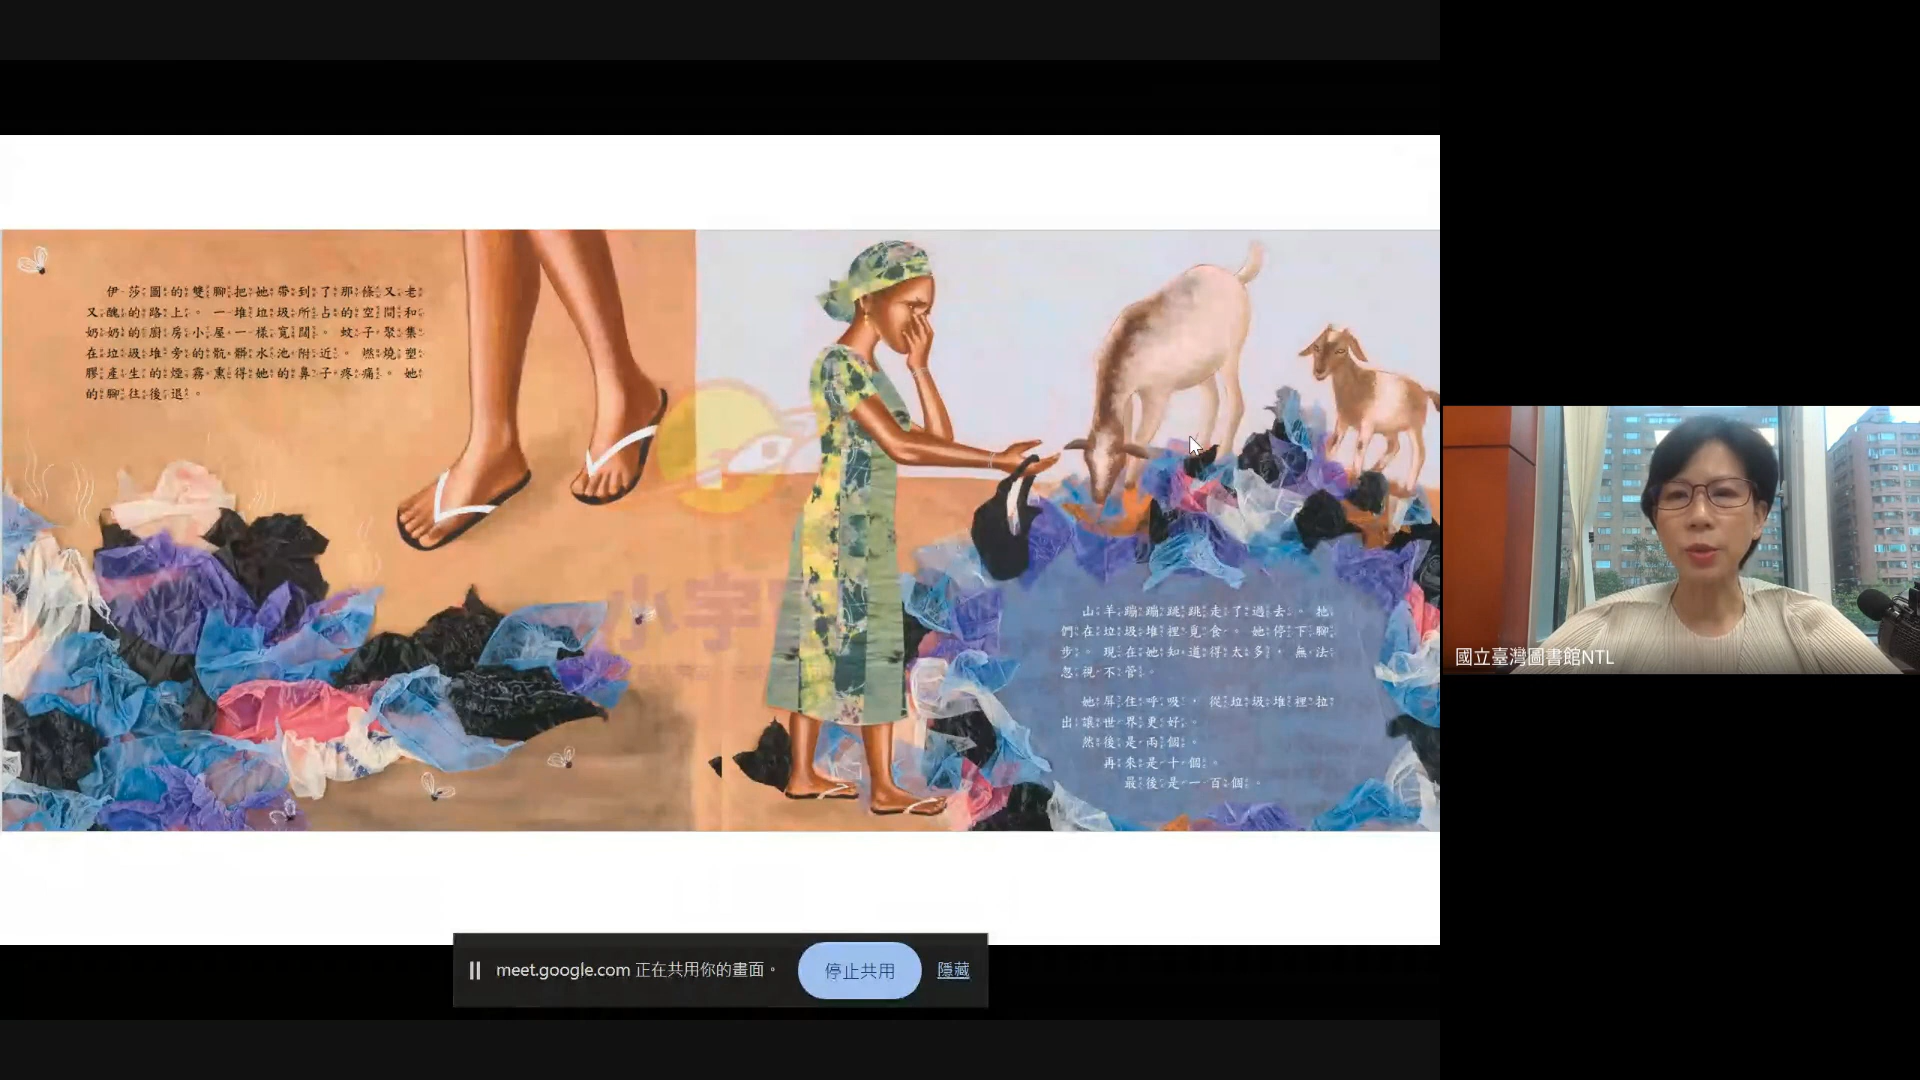 伊莎圖的雙腳把她帶到了那條又老
又醜的路上。一堆垃圾所占的空間和
奶奶的廚房小屋一樣寬闊。蚊子聚集
在垃圾堆旁的骯髒水池附近。燃燒塑
膠產生的煙霧熏得她的鼻子疼痛。她
的腳往後退。
小宇
山羊蹦蹦跳跳走了過去。牠
們在垃圾堆裡覓食。她停下腳
步。現在她知道得太多，無法
忽視不管。
她屏住呼吸，從垃圾堆裡拉
出讓世界更好。
然後是兩個。
再來是十個。
最後是一百個。
國立臺灣圖書館NTL
meet.google.com 正在共用你的畫面。
停止共用
隱藏